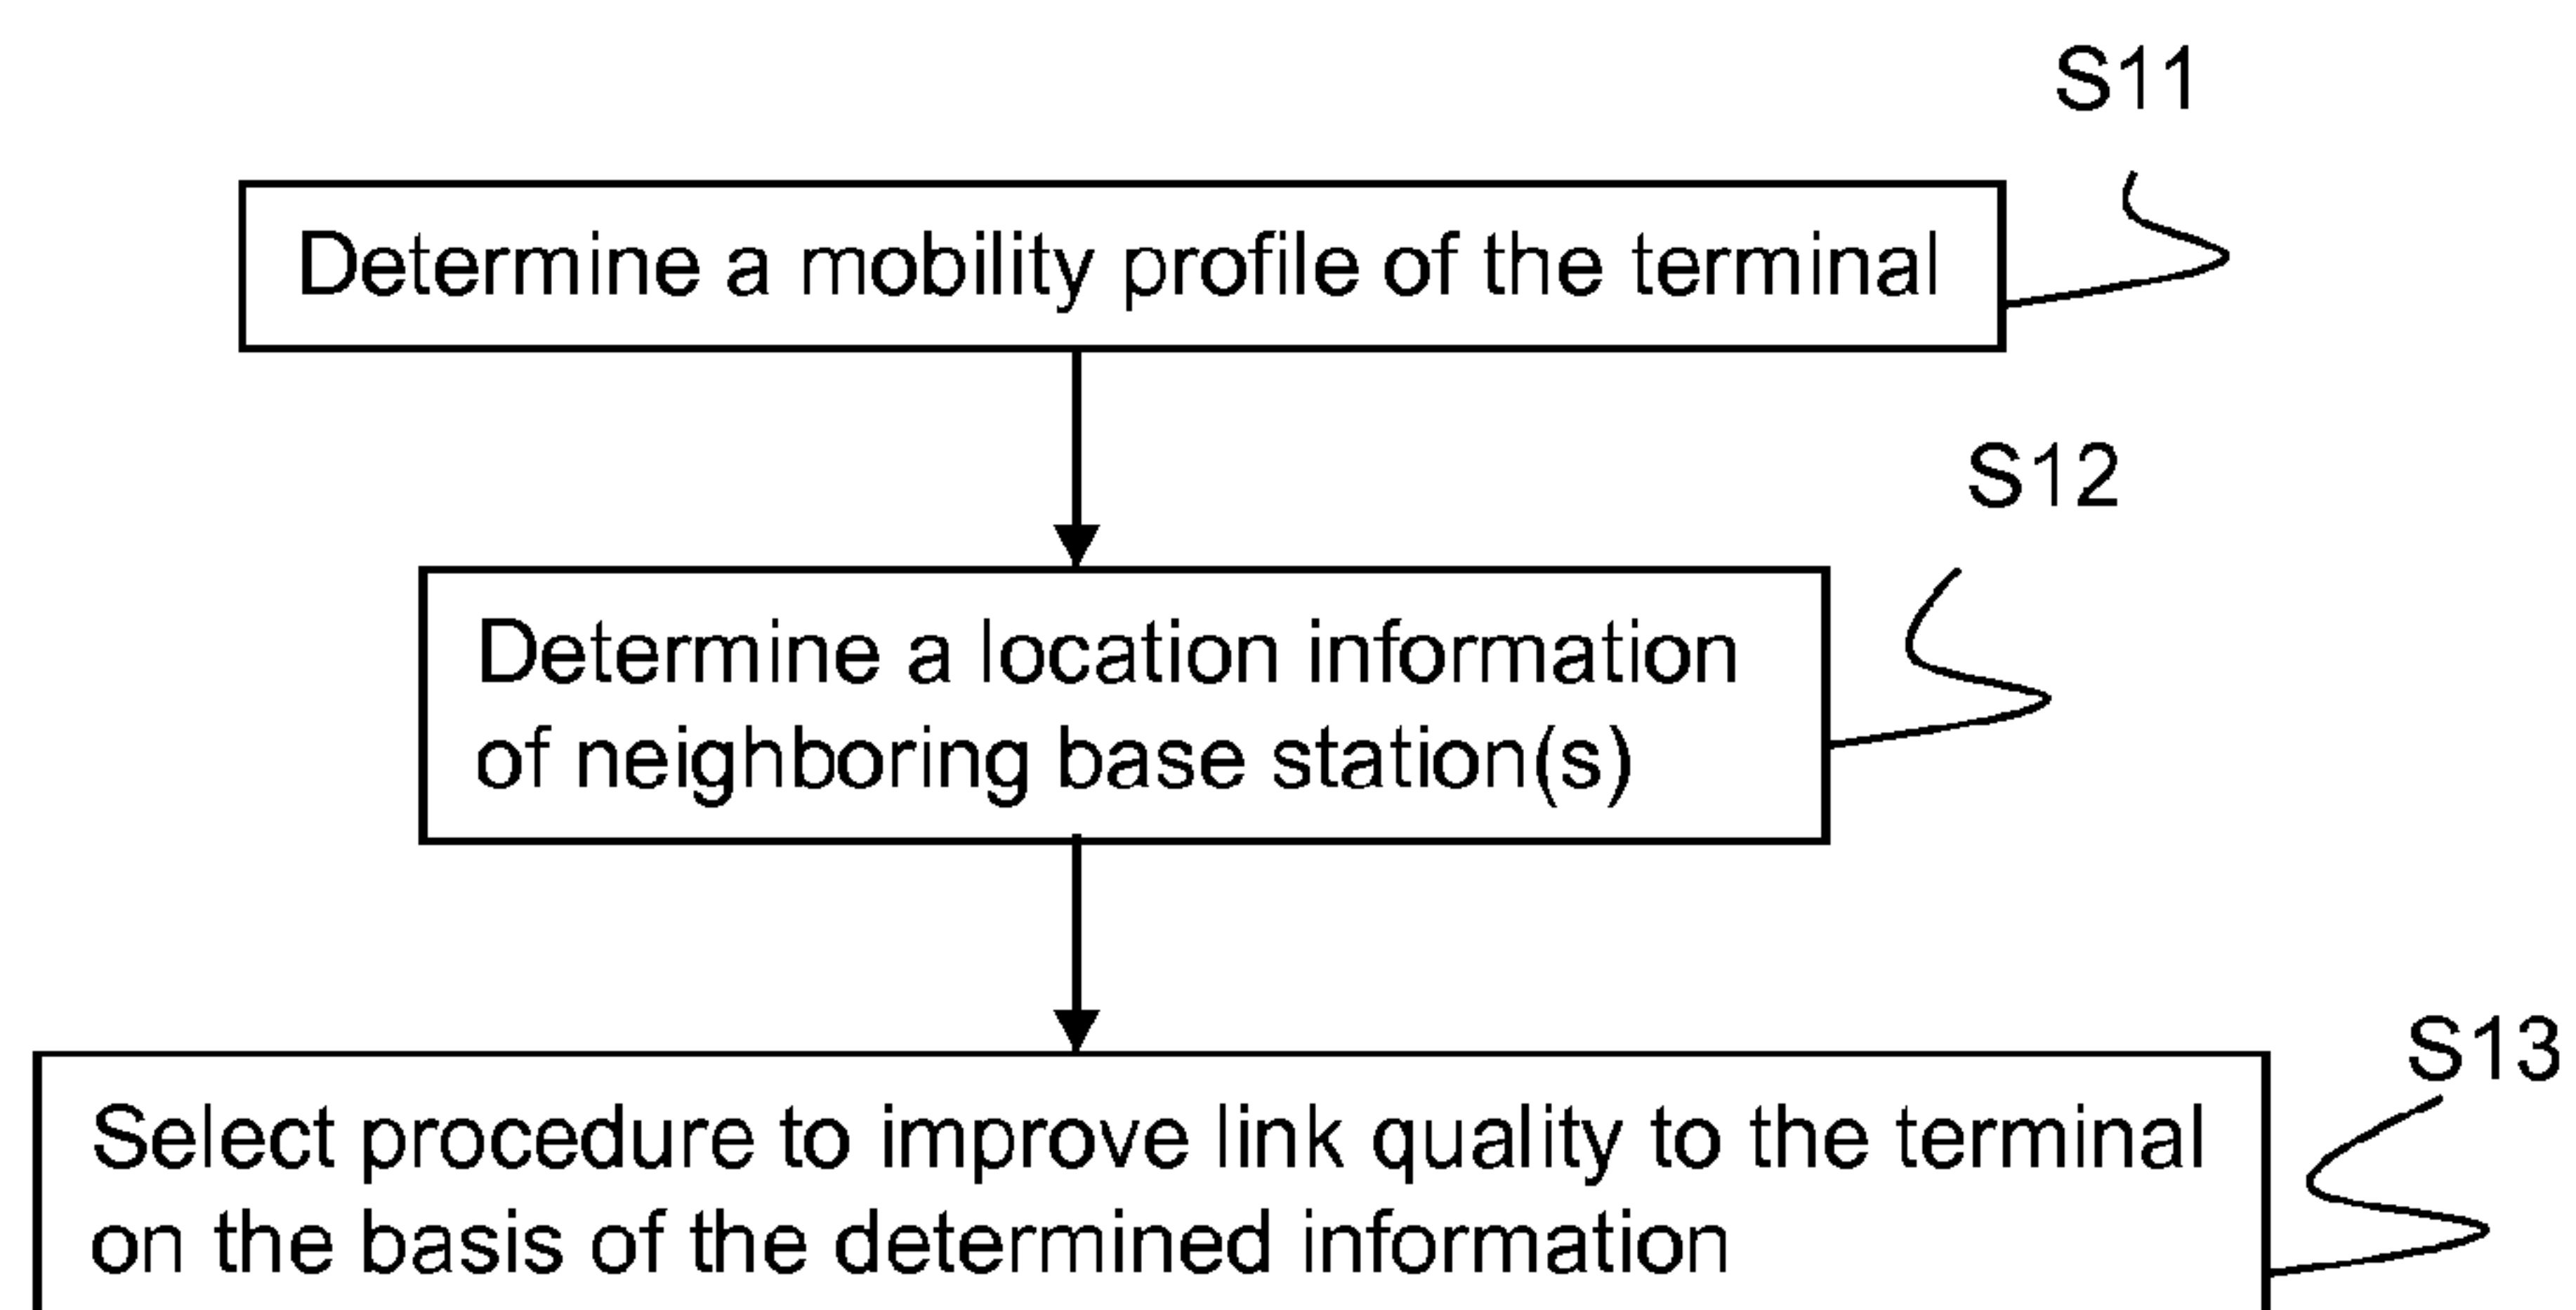 S11
Determine a mobility profile of the terminal
S12
Determine a location information
of neighboring base station(s)
S13
Select procedure to improve link quality to the terminal
on the basis of the determined information